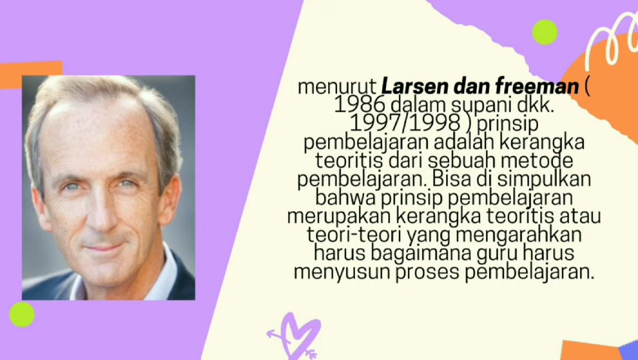 menurut Larsen dan freeman (
1986 dalam supani dkk.
1997/1998 ) prinsip
pembelajaran adalah kerangka
teoritis dari sebuah metode
pembelajaran. Bisa di simpulkan
bahwa prinsip pembelajaran
merupakan kerangka teoritis atau
teori-teori yang mengarahkan
harus bagaimana guru harus
menyusun proses pembelajaran.